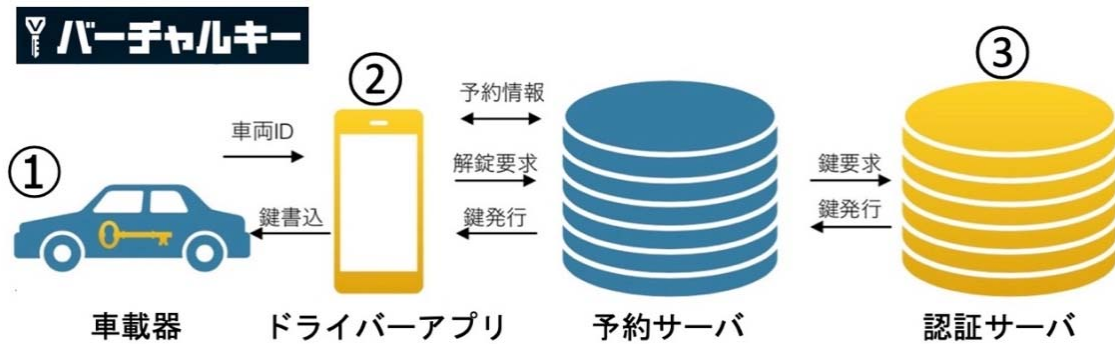 バーチャルキー
①
車両ID
鍵書込
②
予約情報
解錠要求
鍵発行
③
鍵要求
鍵発行
車載器
ドライバーアプリ
予約サーバ
認証サーバ